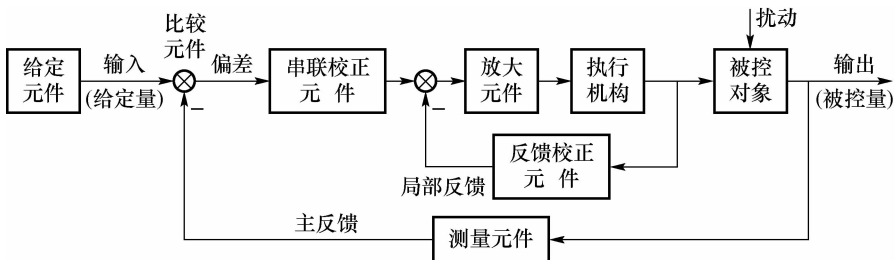 比较
元件
扰动
给定
元件
输入
(给定量)
偏差
串联校正
元 件
放大
元件
执行
机构
被控
对象
输出
(被控量)
−
−
反馈校正
元 件
局部反馈
主反馈
测量元件